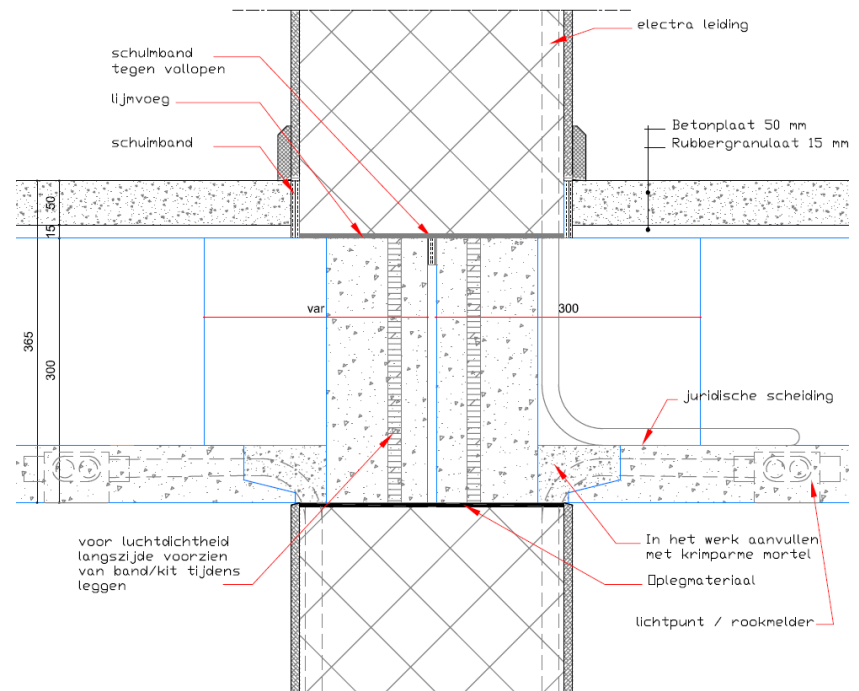 electra leiding
schuimband
tegen vollopen
lijmvoeg
schuimband
Betonplaat 50 mm
Rubbergranulaat 15 mm
50
15
365
300
var
300
juridische scheiding
voor luchtdichtheid
langszijde voorzien
van band/kit tijdens
leggen
In het werk aanvullen
met krimparme mortel
Oplegmateriaal
lichtpunt / rookmelder